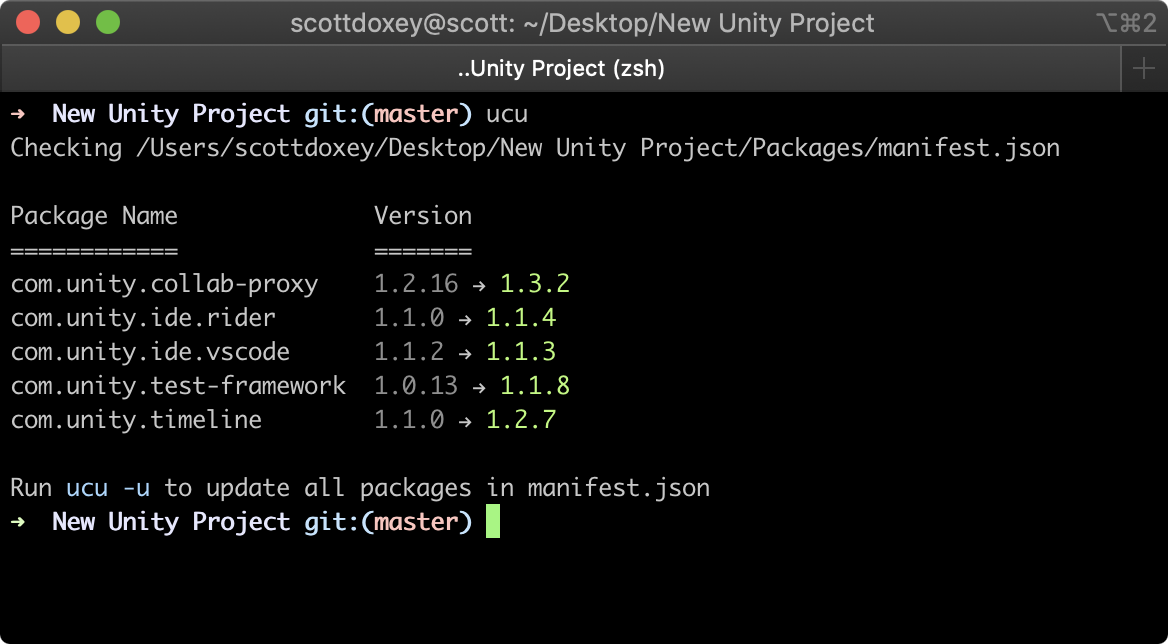 scottdoxey@scott: ~/Desktop/New Unity Project ⌥⌘2
..Unity Project (zsh) +
➜ New Unity Project git:(master) ucu
Checking /Users/scottdoxey/Desktop/New Unity Project/Packages/manifest.json
Package Name Version
============ =======
com.unity.collab-proxy 1.2.16 → 1.3.2
com.unity.ide.rider 1.1.0 → 1.1.4
com.unity.ide.vscode 1.1.2 → 1.1.3
com.unity.test-framework 1.0.13 → 1.1.8
com.unity.timeline 1.1.0 → 1.2.7
Run ucu -u to update all packages in manifest.json
➜ New Unity Project git:(master)